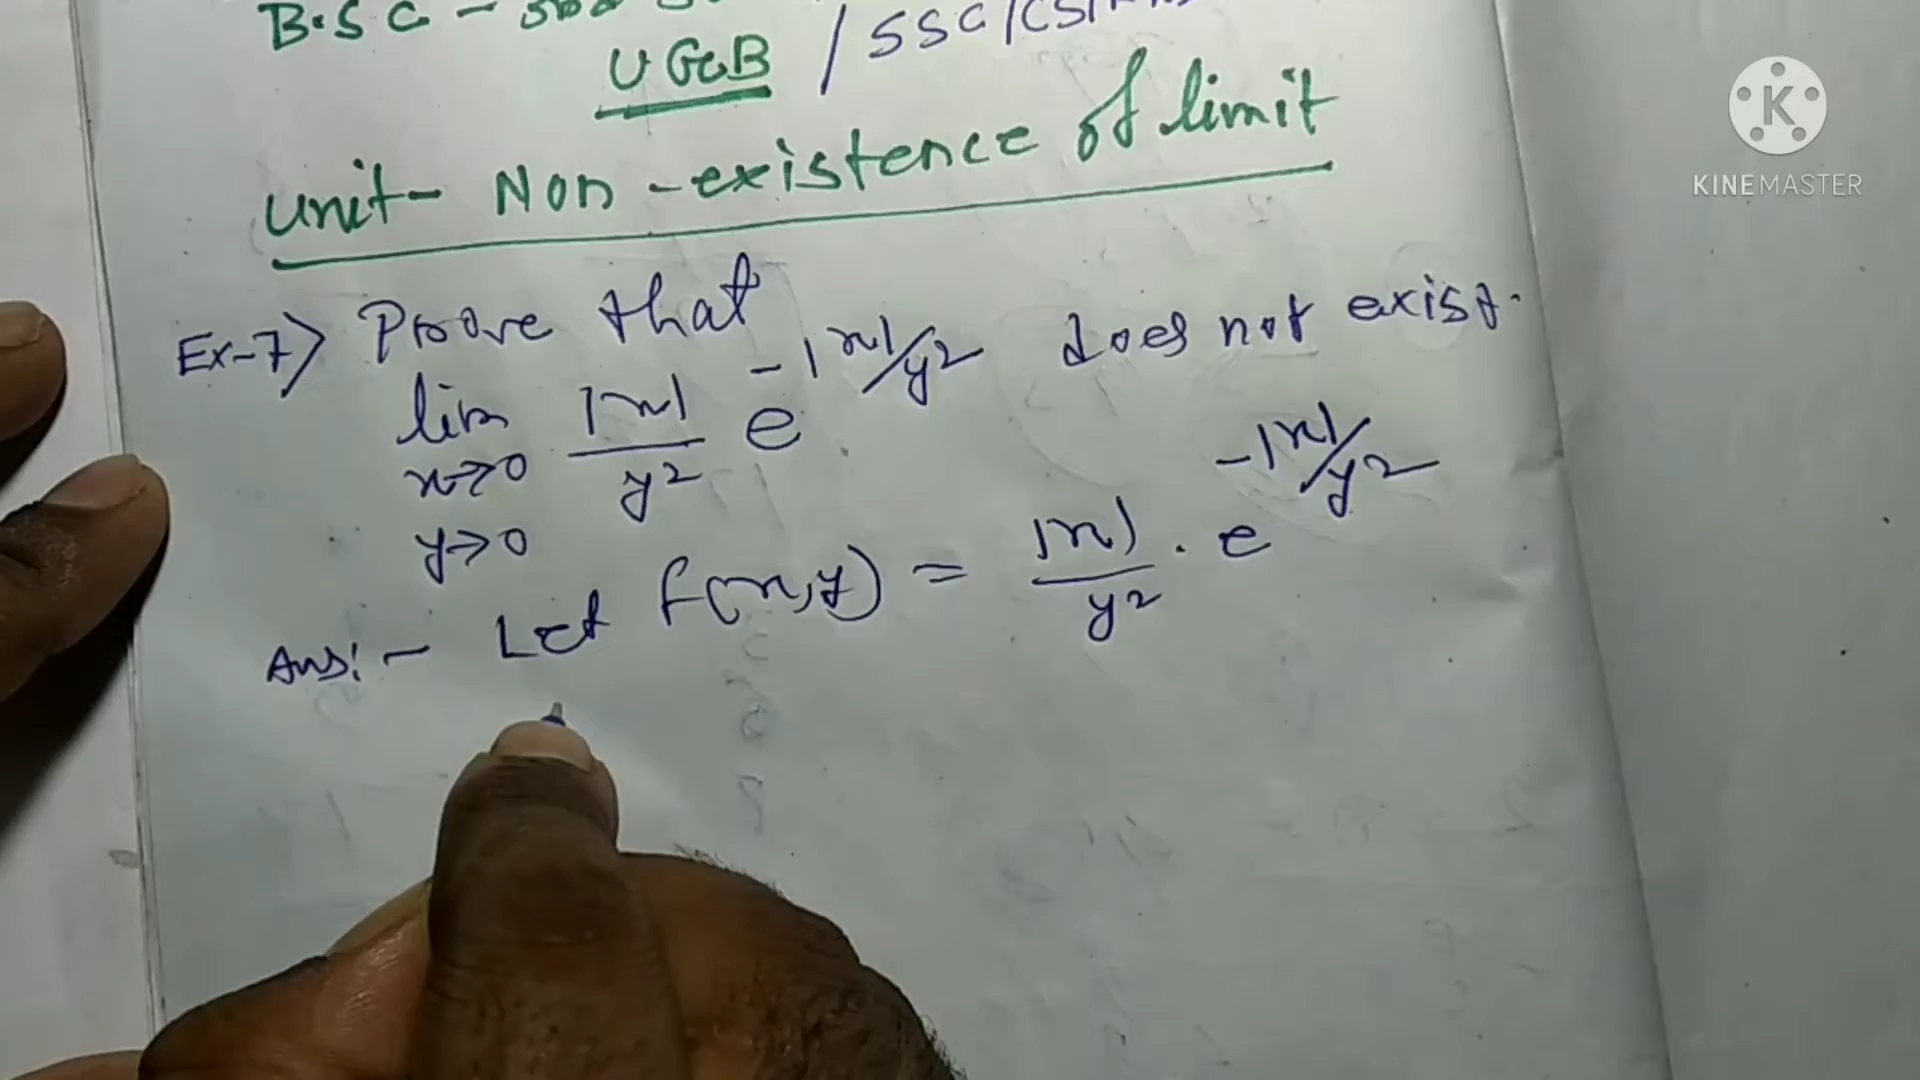 B.SC -
UGCB / SSC/CSIR
Unit- Non-existence of limit
Ex-7> Prove that
lim x→0 y→0 |x|/y² e^-|x|/y² does not exist.
Ans:- Let f(x,y) = |x|/y² . e^-|x|/y²
K
KINEMASTER